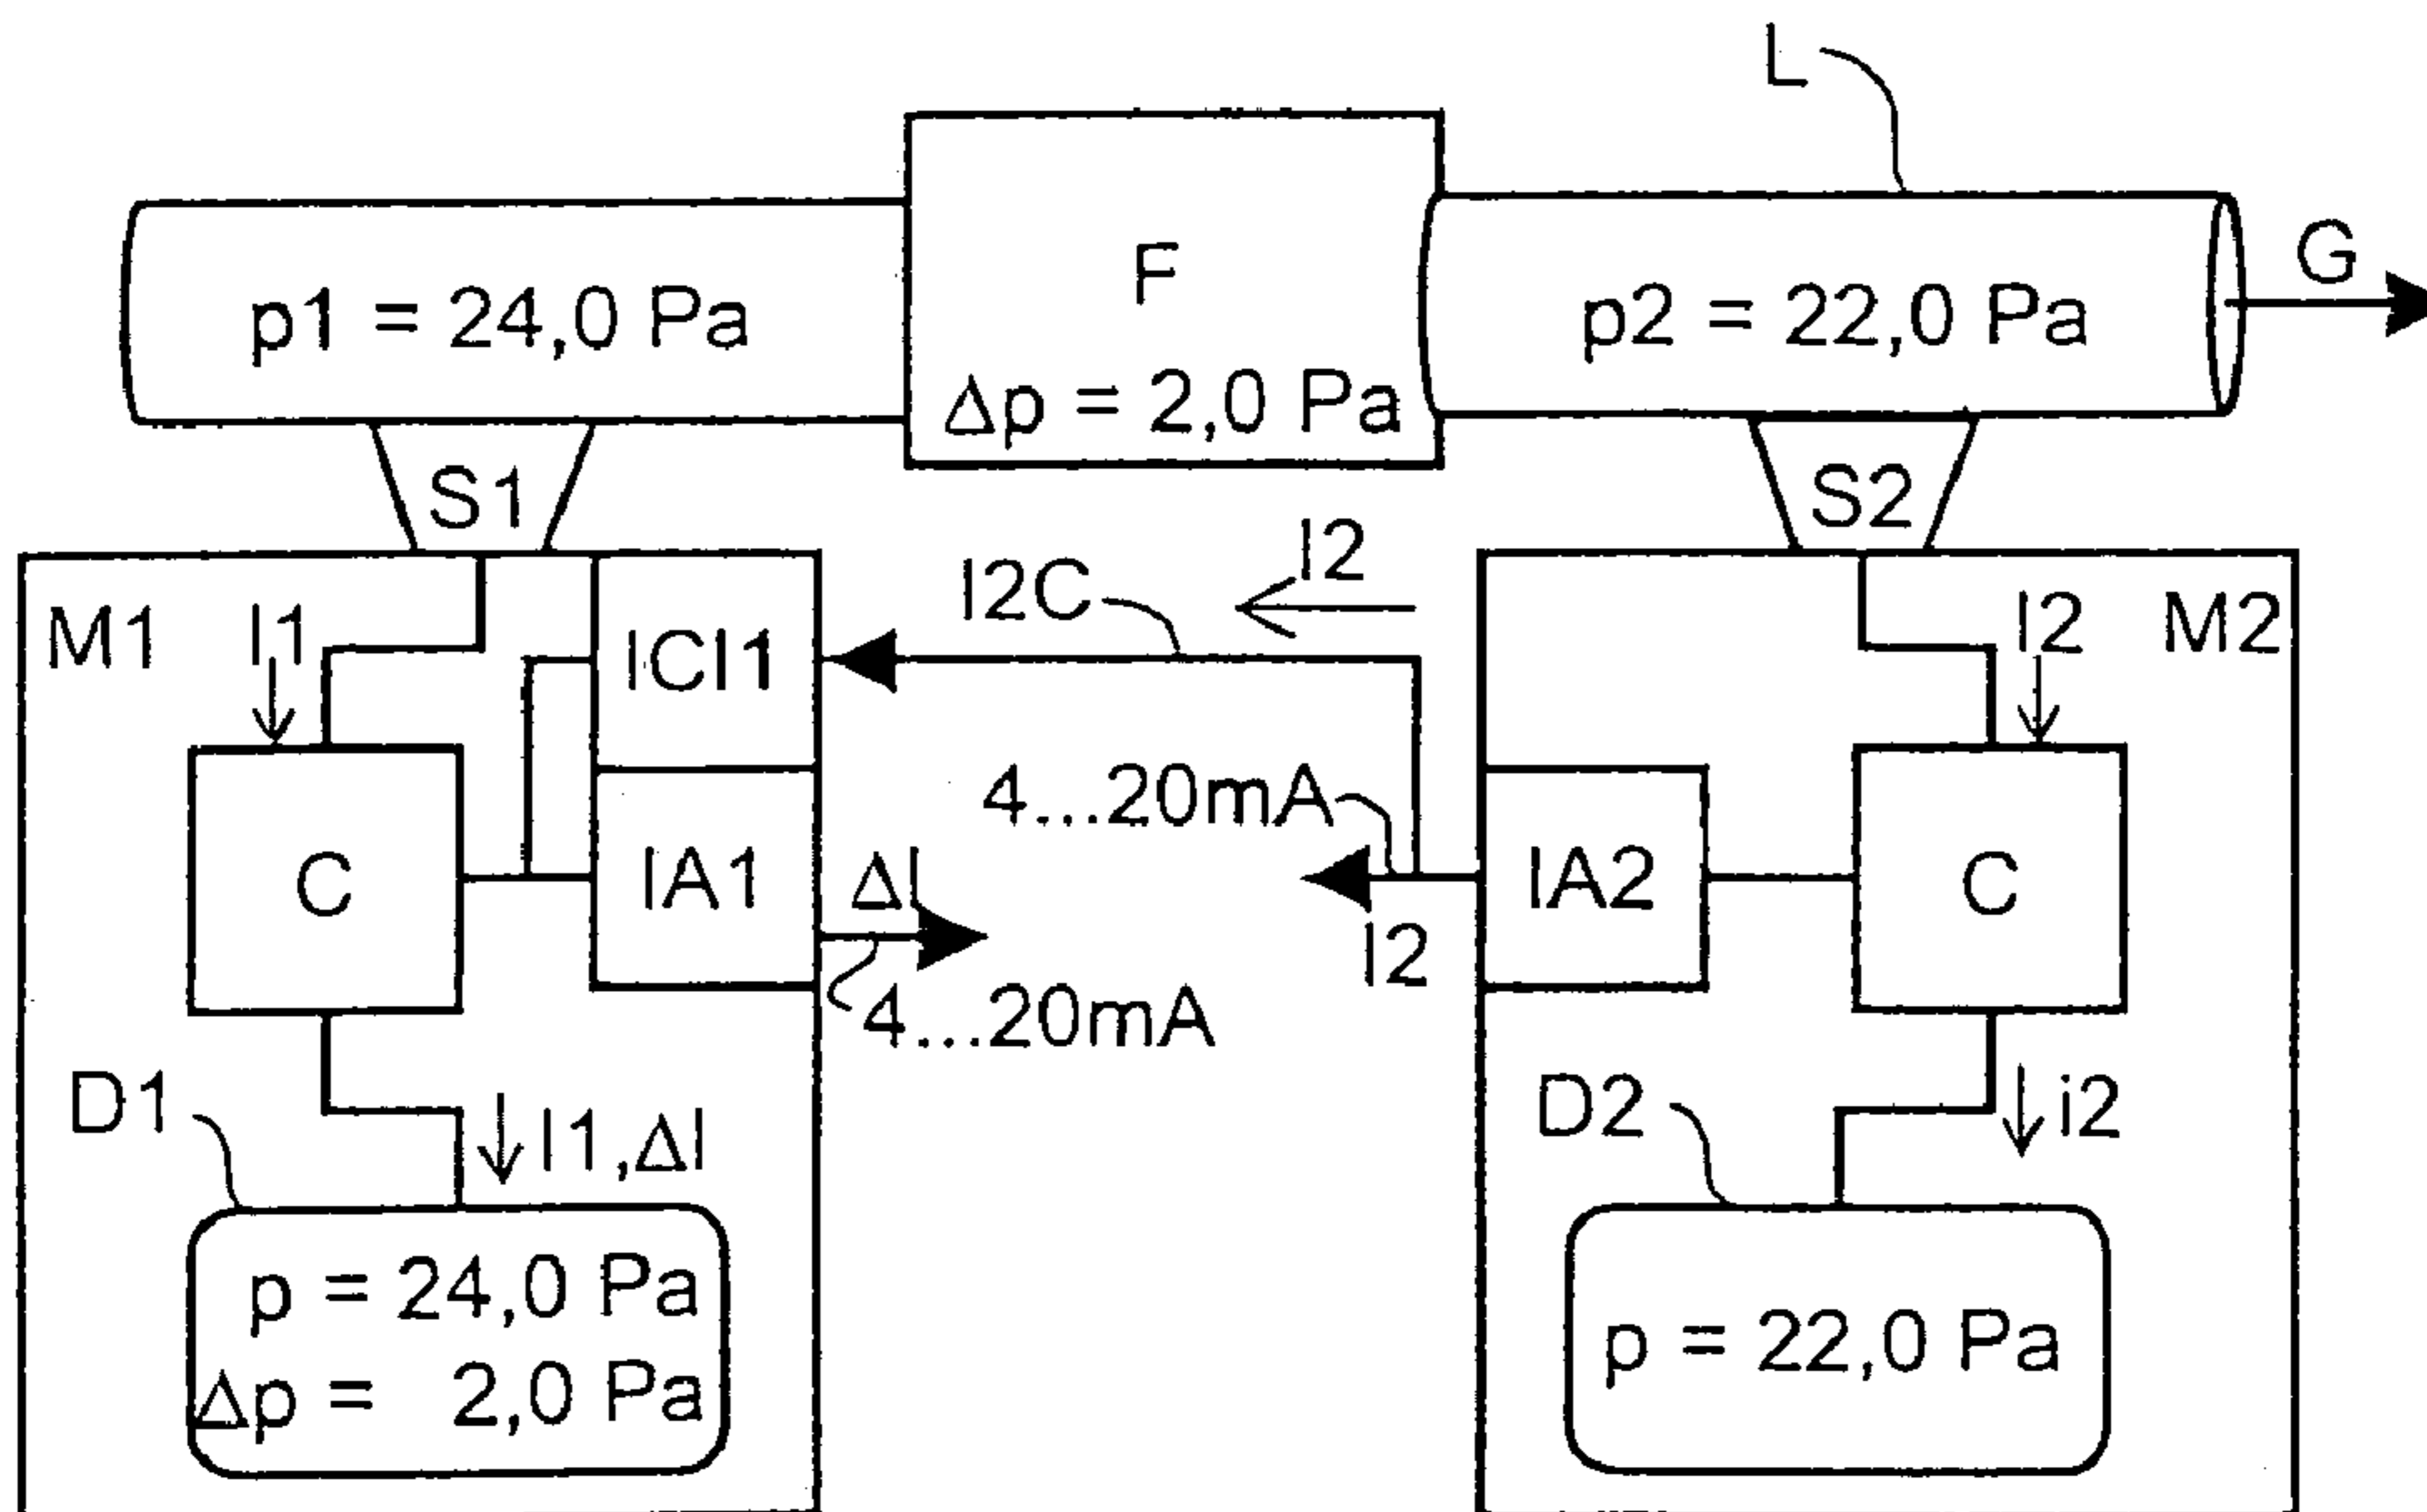 L
G
F
p1 = 24,0 Pa
p2 = 22,0 Pa
Δp = 2,0 Pa
S1
S2
I2
I2C
M1
I1
ICI1
I2
M2
4...20mA
C
IA1
ΔI
IA2
C
I2
4...20mA
D1
I1,ΔI
D2
i2
p = 24,0 Pa
Δp = 2,0 Pa
p = 22,0 Pa